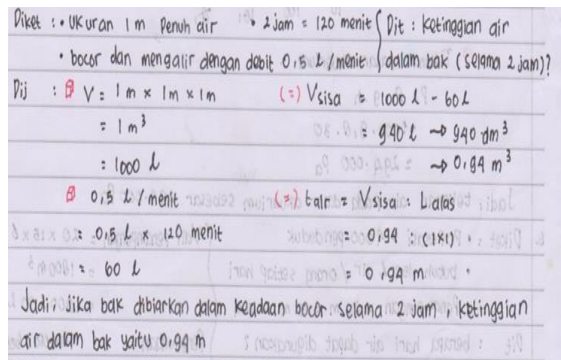 Diket : • Ukuran 1 m Penuh air • 2 jam = 120 menit Dit : Ketinggian air
• bocor dan mengalir dengan debit 0,5 l/menit dalam bak (selama 2 jam)?
Dij : V = 1m x 1m x 1m (=) Vsisa = 1000 l - 60 l
= 1 m³ = 940 l → 940 dm³
= 1000 l → 0,94 m³
0,5 l/menit (=) t air = Vsisa : L alas
= 0,5 l x 120 menit = 0,94 : (1x1)
= 60 l = 0,94 m
Jadi, jika bak dibiarkan dalam keadaan bocor selama 2 jam, ketinggian
air dalam bak yaitu 0,94 m